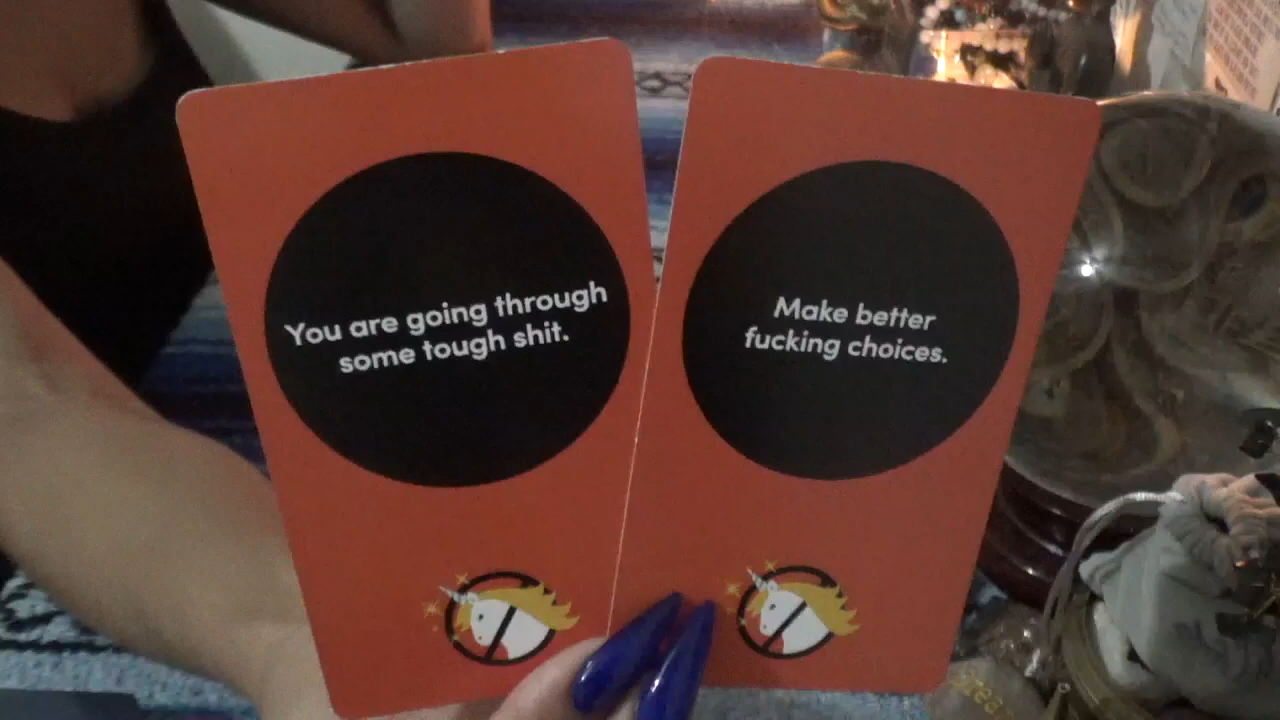 You are going through
some tough shit.
Make better
fucking choices.